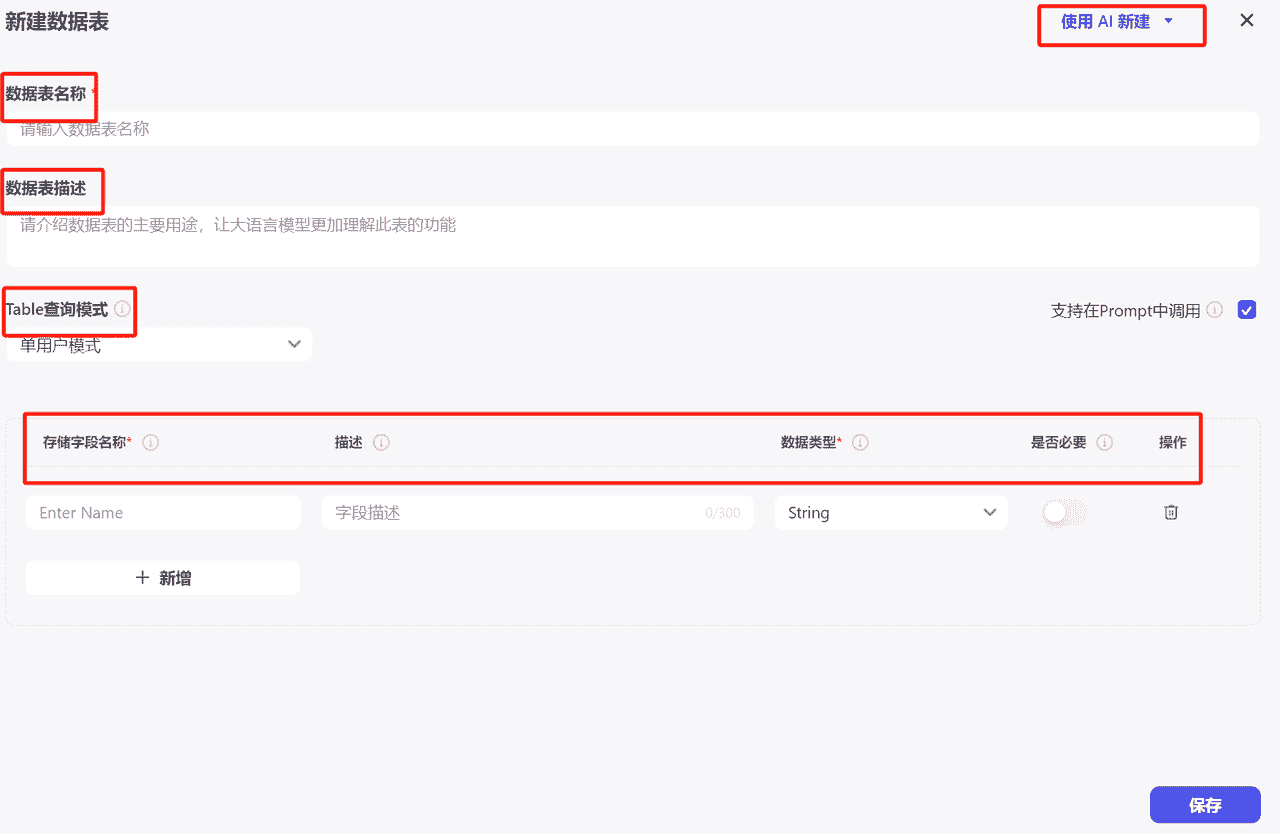 新建数据表
使用 AI 新建
数据表名称 *
请输入数据表名称
数据表描述
请介绍数据表的主要用途，让大语言模型更加理解此表的功能
Table查询模式
支持在Prompt中调用
单用户模式
存储字段名称* 描述 数据类型* 是否必要 操作
Enter Name 字段描述 0/300 String
+ 新增
保存